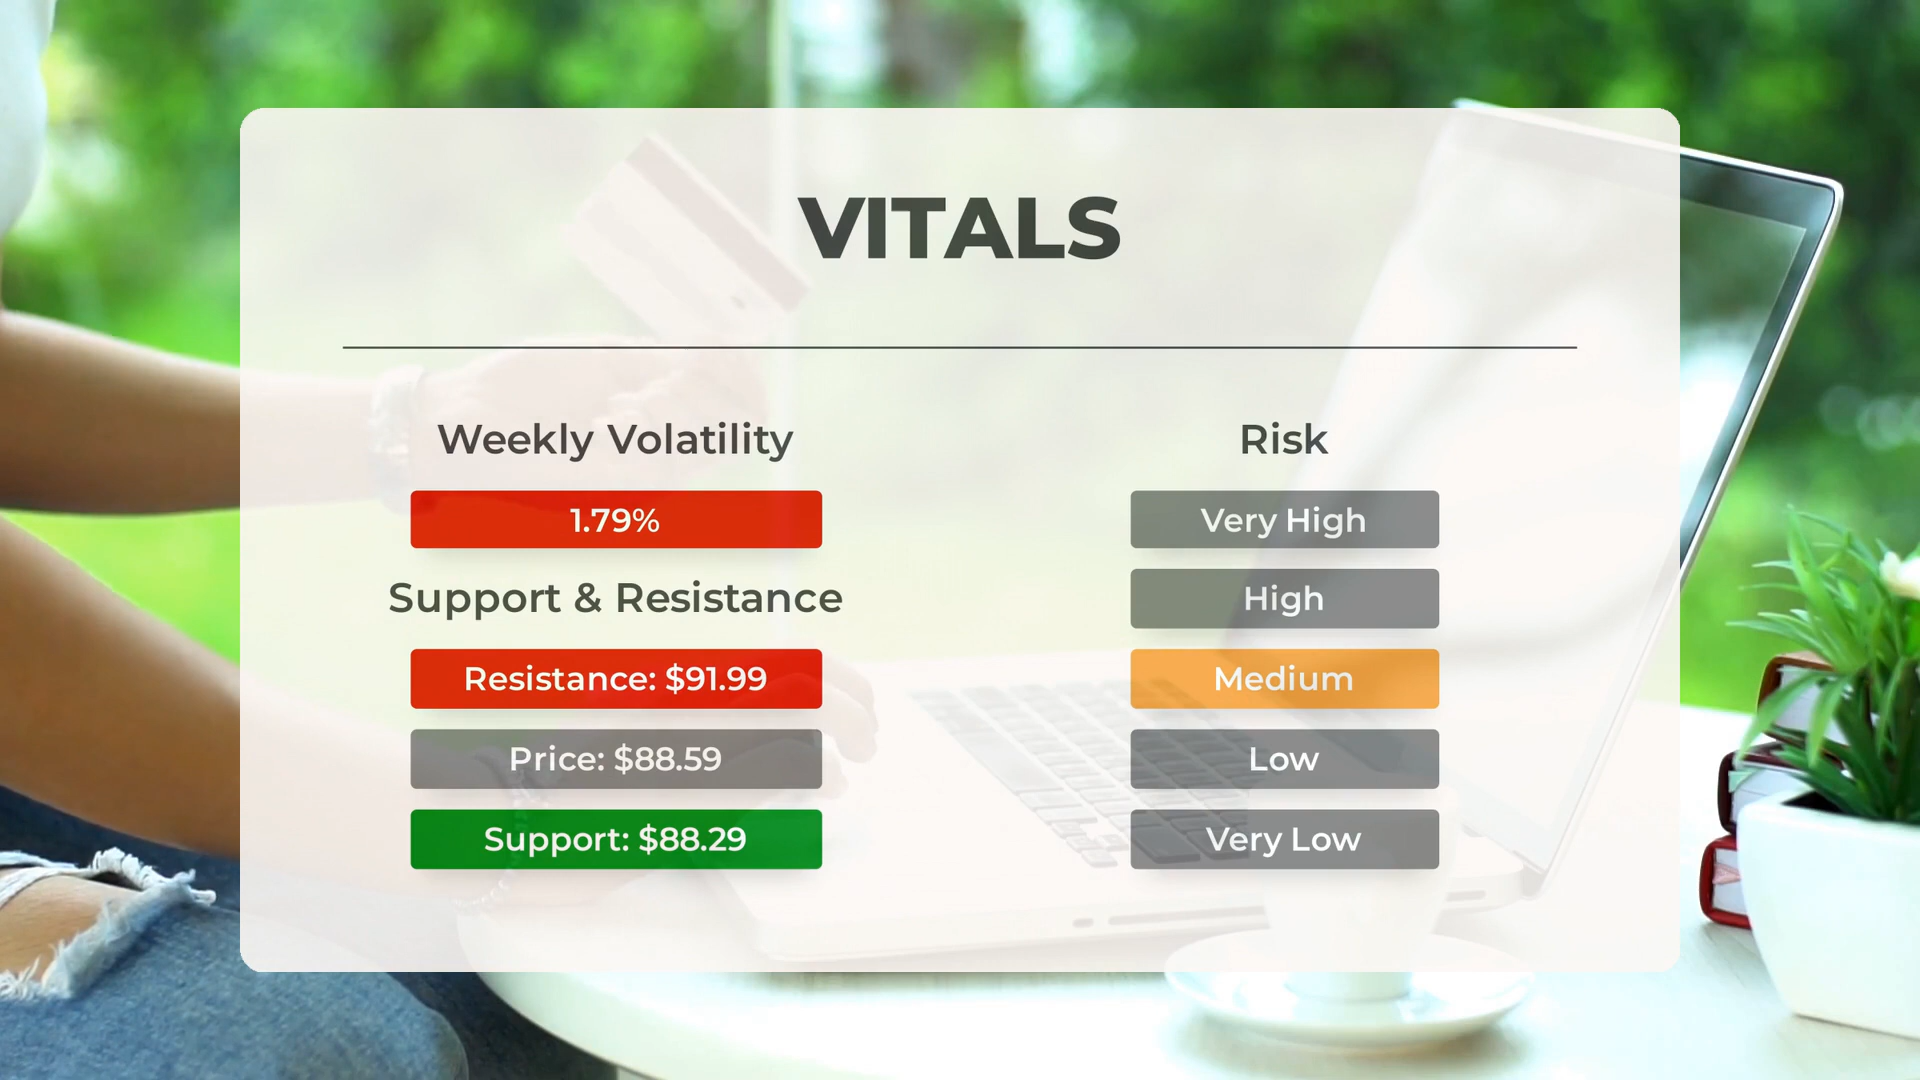 VITALS
Weekly Volatility
1.79%
Support & Resistance
Resistance: $91.99
Price: $88.59
Support: $88.29
Risk
Very High
High
Medium
Low
Very Low